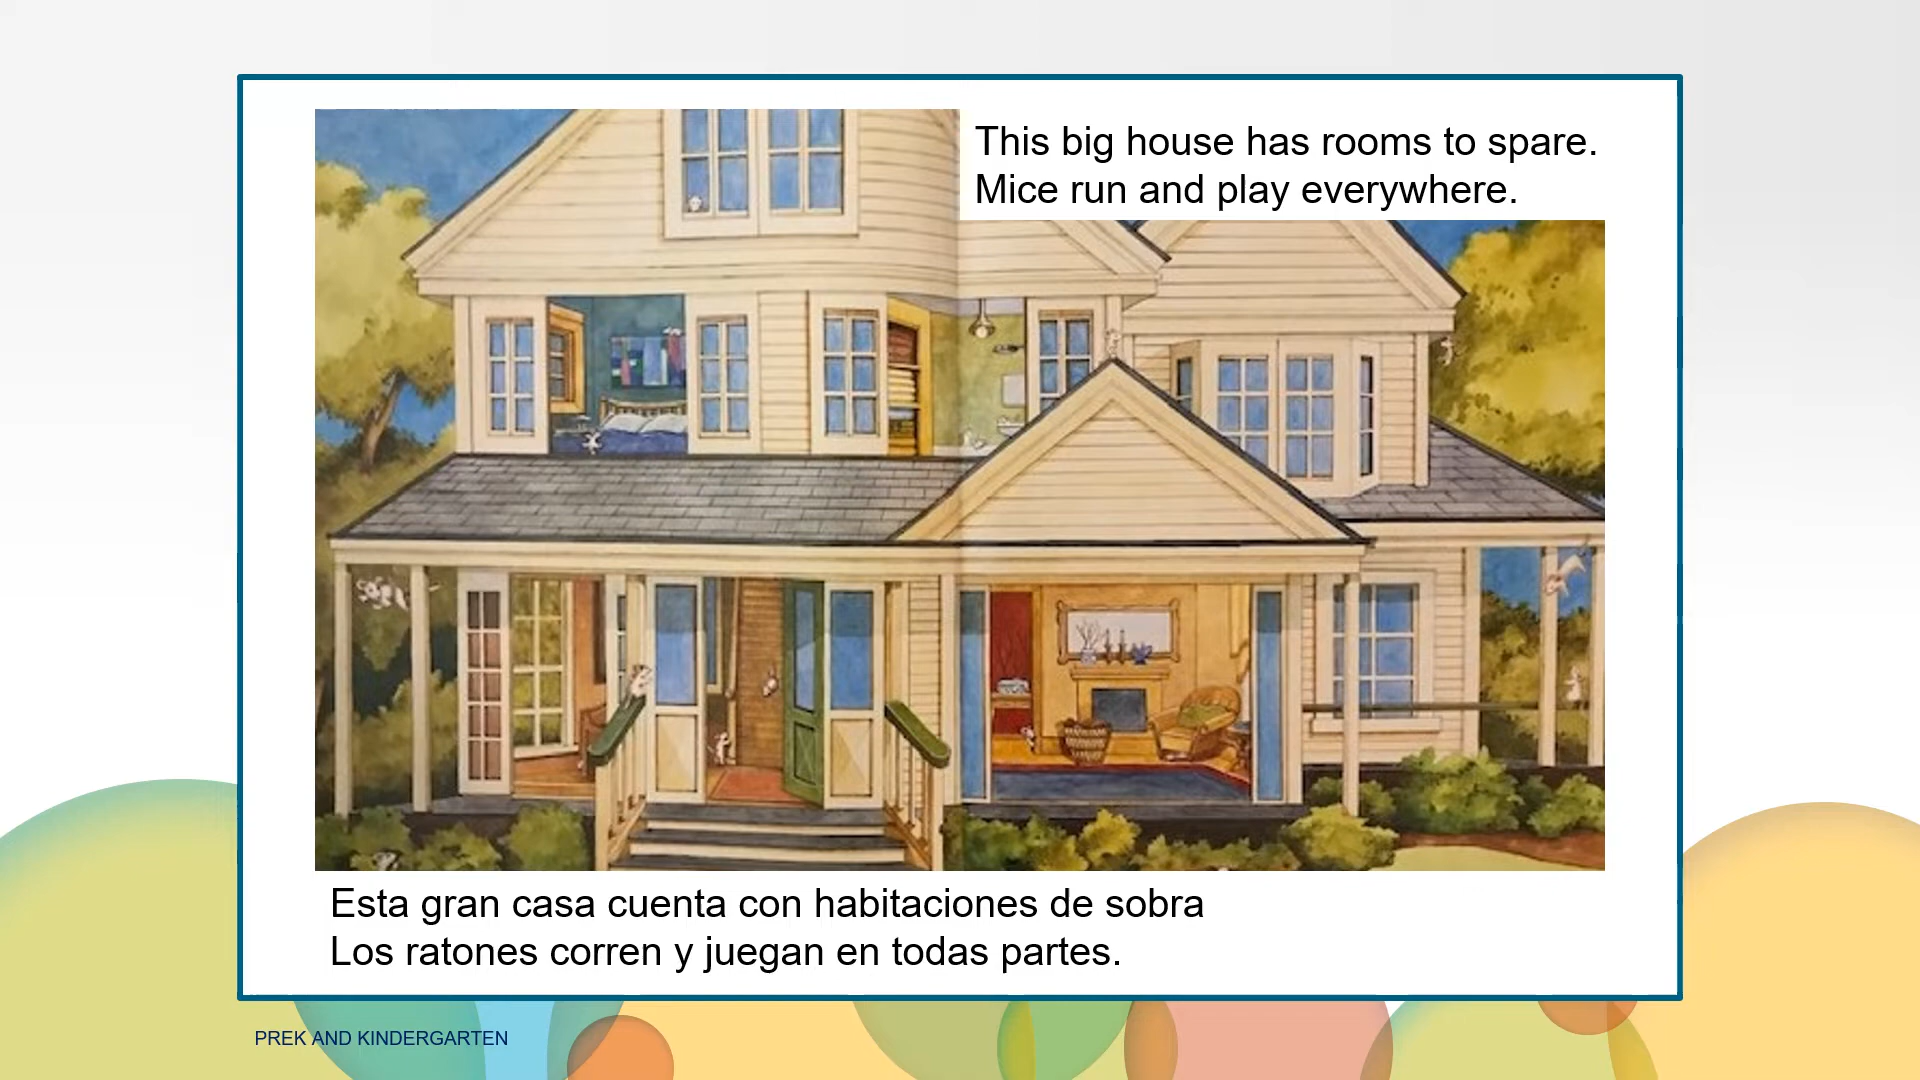 This big house has rooms to spare.
Mice run and play everywhere.
Esta gran casa cuenta con habitaciones de sobra
Los ratones corren y juegan en todas partes.
PREK AND KINDERGARTEN